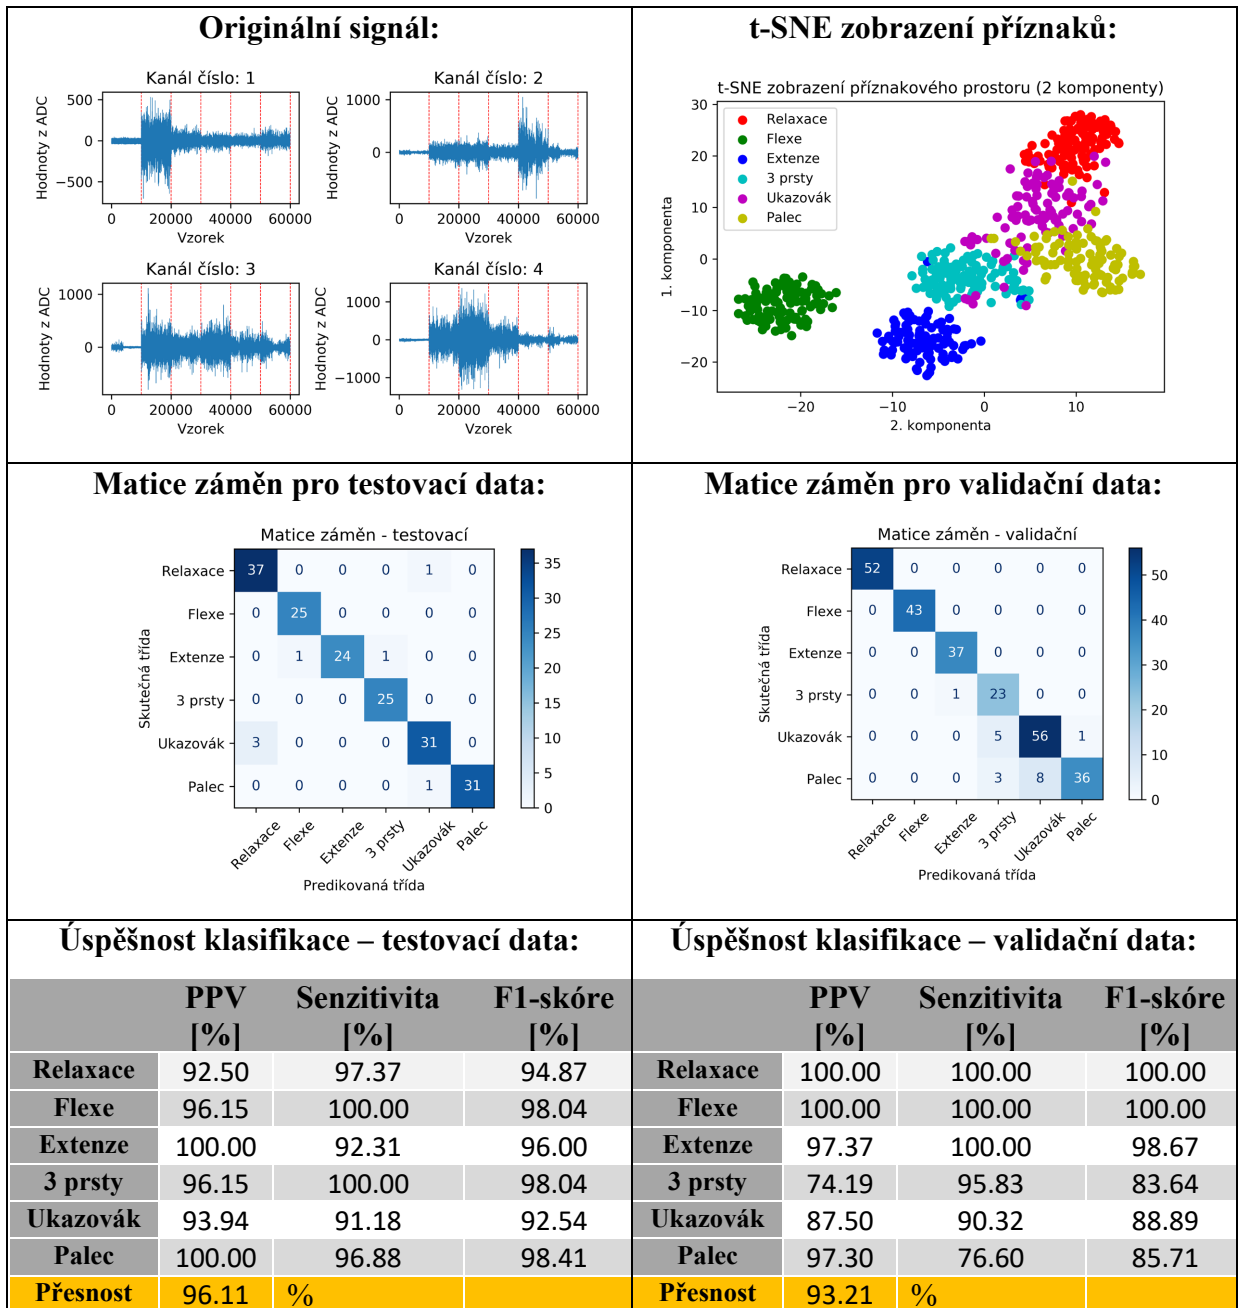 Originální signál:
Kanál číslo: 1
Hodnoty z ADC
500
0
−500
0 20000 40000 60000
Vzorek
Kanál číslo: 2
Hodnoty z ADC
1000
0
0 20000 40000 60000
Vzorek
Kanál číslo: 3
Hodnoty z ADC
1000
0
0 20000 40000 60000
Vzorek
Kanál číslo: 4
Hodnoty z ADC
1000
0
−1000
0 20000 40000 60000
Vzorek
t-SNE zobrazení příznaků:
t-SNE zobrazení příznakového prostoru (2 komponenty)
Relaxace
Flexe
Extenze
3 prsty
Ukazovák
Palec
1. komponenta
30
20
10
0
−10
−20
−20 −10 0 10
2. komponenta
Matice záměn pro testovací data:
Matice záměn - testovací
Skutečná třída
Relaxace 37 0 0 0 1 0
Flexe 0 25 0 0 0 0
Extenze 0 1 24 1 0 0
3 prsty 0 0 0 25 0 0
Ukazovák 3 0 0 0 31 0
Palec 0 0 0 0 1 31
Relaxace Flexe Extenze 3 prsty Ukazovák Palec
Predikovaná třída
35
30
25
20
15
10
5
0
Matice záměn pro validační data:
Matice záměn - validační
Skutečná třída
Relaxace 52 0 0 0 0 0
Flexe 0 43 0 0 0 0
Extenze 0 0 37 0 0 0
3 prsty 0 0 1 23 0 0
Ukazovák 0 0 0 5 56 1
Palec 0 0 0 3 8 36
Relaxace Flexe Extenze 3 prsty Ukazovák Palec
Predikovaná třída
50
40
30
20
10
0
Úspěšnost klasifikace – testovací data:
PPV [%] Senzitivita [%] F1-skóre [%]
Relaxace 92.50 97.37 94.87
Flexe 96.15 100.00 98.04
Extenze 100.00 92.31 96.00
3 prsty 96.15 100.00 98.04
Ukazovák 93.94 91.18 92.54
Palec 100.00 96.88 98.41
Přesnost 96.11 %
Úspěšnost klasifikace – validační data:
PPV [%] Senzitivita [%] F1-skóre [%]
Relaxace 100.00 100.00 100.00
Flexe 100.00 100.00 100.00
Extenze 97.37 100.00 98.67
3 prsty 74.19 95.83 83.64
Ukazovák 87.50 90.32 88.89
Palec 97.30 76.60 85.71
Přesnost 93.21 %